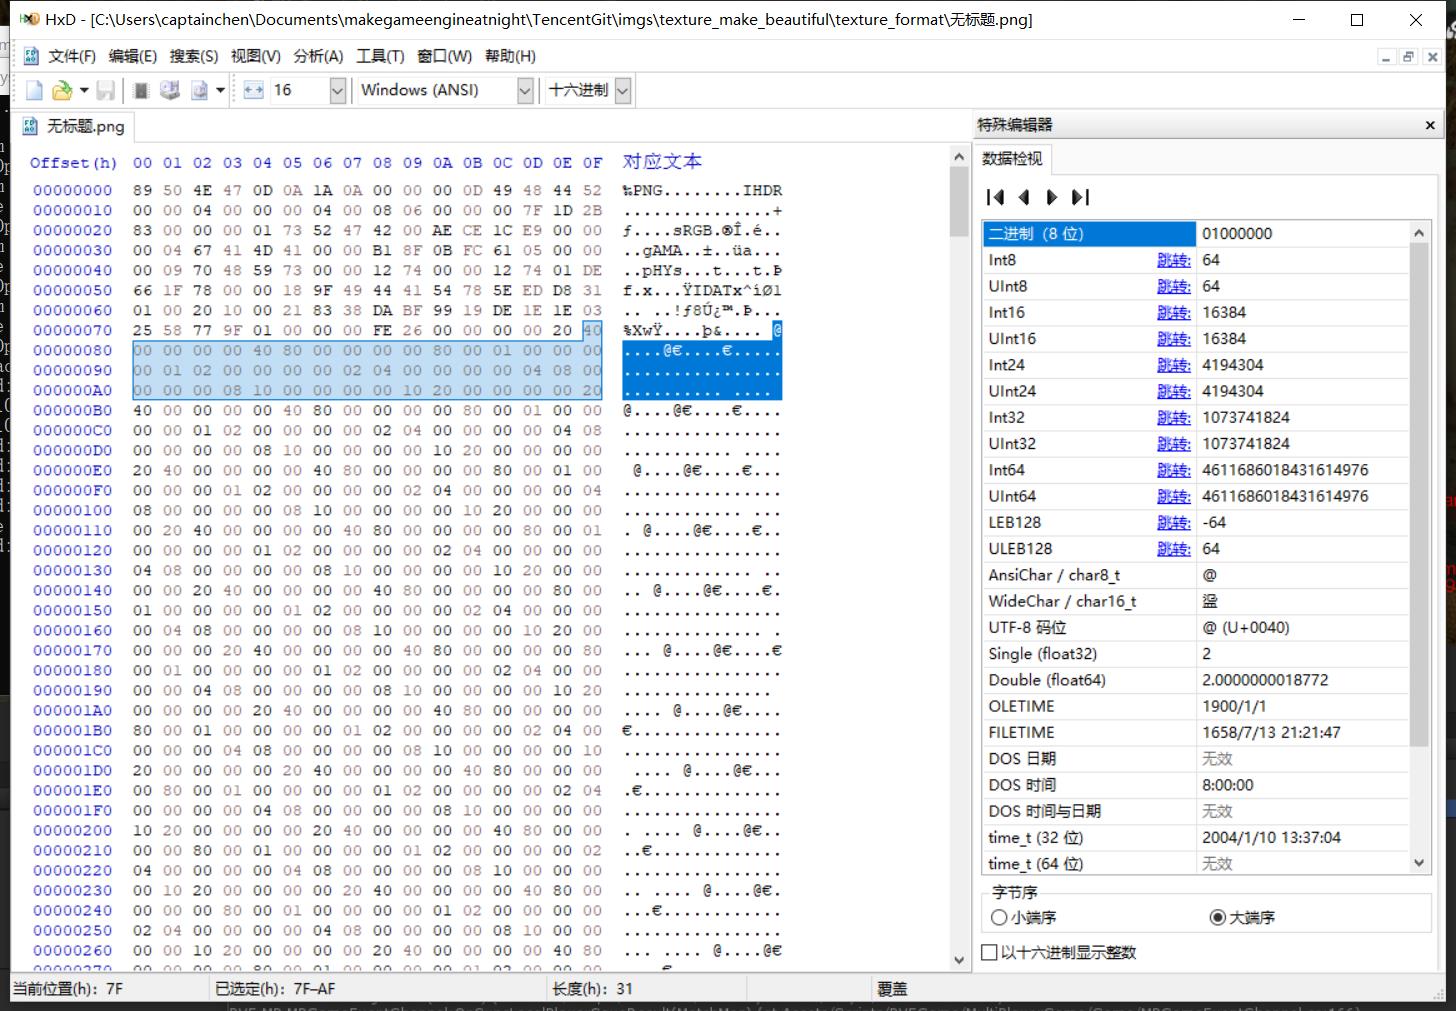 HxD - [C:\Users\captainchen\Documents\makegameengineatnight\TencentGit\imgs\texture_make_beautiful\texture_format\无标题.png]
文件(F) 编辑(E) 搜索(S) 视图(V) 分析(A) 工具(T) 窗口(W) 帮助(H)
16 Windows (ANSI) 十六进制
无标题.png
Offset(h) 00 01 02 03 04 05 06 07 08 09 0A 0B 0C 0D 0E 0F 对应文本
00000000 89 50 4E 47 0D 0A 1A 0A 00 00 00 0D 49 48 44 52 ‰PNG........IHDR
00000010 00 00 04 00 00 00 04 00 08 06 00 00 00 7F 1D 2B ...............+
00000020 83 00 00 00 01 73 52 47 42 00 AE CE 1C E9 00 00 ƒ....sRGB.®Î.é..
00000030 00 04 67 41 4D 41 00 00 B1 8F 0B FC 61 05 00 00 ..gAMA..±..üa...
00000040 00 09 70 48 59 73 00 00 12 74 00 00 12 74 01 DE ..pHYs...t...t.Þ
00000050 66 1F 78 00 00 18 9F 49 44 41 54 78 5E ED D8 31 f.x...ŸIDATx^íØ1
00000060 01 00 20 10 00 21 83 38 DA BF 99 19 DE 1E 1E 03 .. ..!ƒ8Ú¿™.Þ...
00000070 25 58 77 9F 01 00 00 00 FE 26 00 00 00 00 20 40 %XwŸ....þ&.... @
00000080 00 00 00 00 40 80 00 00 00 00 80 00 01 00 00 00 ....@€....€.....
00000090 00 01 02 00 00 00 00 02 04 00 00 00 00 04 08 00 ................
000000A0 00 00 00 08 10 00 00 00 00 10 20 00 00 00 00 20 .......... ....
000000B0 40 00 00 00 00 40 80 00 00 00 00 80 00 01 00 00 @....@€....€....
000000C0 00 00 01 02 00 00 00 00 02 04 00 00 00 00 04 08 ................
000000D0 00 00 00 00 08 10 00 00 00 00 10 20 00 00 00 00 ........... ....
000000E0 20 40 00 00 00 00 40 80 00 00 00 00 80 00 01 00 @....@€....€...
000000F0 00 00 00 01 02 00 00 00 00 02 04 00 00 00 00 04 ................
00000100 08 00 00 00 00 08 10 00 00 00 00 10 20 00 00 00 ............ ...
00000110 00 20 40 00 00 00 00 40 80 00 00 00 00 80 00 01 . @....@€....€..
00000120 00 00 00 00 01 02 00 00 00 00 02 04 00 00 00 00 ................
00000130 04 08 00 00 00 00 08 10 00 00 00 00 10 20 00 00 ............. ..
00000140 00 00 20 40 00 00 00 00 40 80 00 00 00 00 80 00 .. @....@€....€.
00000150 01 00 00 00 00 01 02 00 00 00 00 02 04 00 00 00 ................
00000160 00 04 08 00 00 00 00 08 10 00 00 00 00 10 20 00 .............. .
00000170 00 00 00 20 40 00 00 00 00 40 80 00 00 00 00 80 ... @....@€....€
00000180 00 01 00 00 00 00 01 02 00 00 00 00 02 04 00 00 ................
00000190 00 00 04 08 00 00 00 00 08 10 00 00 00 00 10 20 ...............
000001A0 00 00 00 00 20 40 00 00 00 00 40 80 00 00 00 00 .... @....@€....
000001B0 80 00 01 00 00 00 00 01 02 00 00 00 00 02 04 00 €...............
000001C0 00 00 00 04 08 00 00 00 00 08 10 00 00 00 00 10 ................
000001D0 20 00 00 00 00 20 40 00 00 00 00 40 80 00 00 00 .... @....@€...
000001E0 00 80 00 01 00 00 00 00 01 02 00 00 00 00 02 04 .€..............
000001F0 00 00 00 00 04 08 00 00 00 00 08 10 00 00 00 00 ................
00000200 10 20 00 00 00 00 20 40 00 00 00 00 40 80 00 00 . .... @....@€..
00000210 00 00 80 00 01 00 00 00 00 01 02 00 00 00 00 02 ..€.............
00000220 04 00 00 00 00 04 08 00 00 00 00 08 10 00 00 00 ................
00000230 00 10 20 00 00 00 00 20 40 00 00 00 00 40 80 00 .. .... @....@€.
00000240 00 00 00 80 00 01 00 00 00 00 01 02 00 00 00 00 ...€............
00000250 02 04 00 00 00 00 04 08 00 00 00 00 08 10 00 00 ................
00000260 00 00 10 20 00 00 00 00 20 40 00 00 00 00 40 80 ... .... @....@€
特殊编辑器
数据检视
二进制（8 位） 01000000
Int8 跳转: 64
UInt8 跳转: 64
Int16 跳转: 16384
UInt16 跳转: 16384
Int24 跳转: 4194304
UInt24 跳转: 4194304
Int32 跳转: 1073741824
UInt32 跳转: 1073741824
Int64 跳转: 4611686018431614976
UInt64 跳转: 4611686018431614976
LEB128 跳转: -64
ULEB128 跳转: 64
AnsiChar / char8_t @
WideChar / char16_t
UTF-8 码位 @ (U+0040)
Single (float32) 2
Double (float64) 2.0000000018772
OLETIME 1900/1/1
FILETIME 1658/7/13 21:21:47
DOS 日期 无效
DOS 时间 8:00:00
DOS 时间与日期 无效
time_t (32 位) 2004/1/10 13:37:04
time_t (64 位) 无效
字节序
小端序 大端序
以十六进制显示整数
当前位置(h): 7F 已选定(h): 7F–AF 长度(h): 31 覆盖